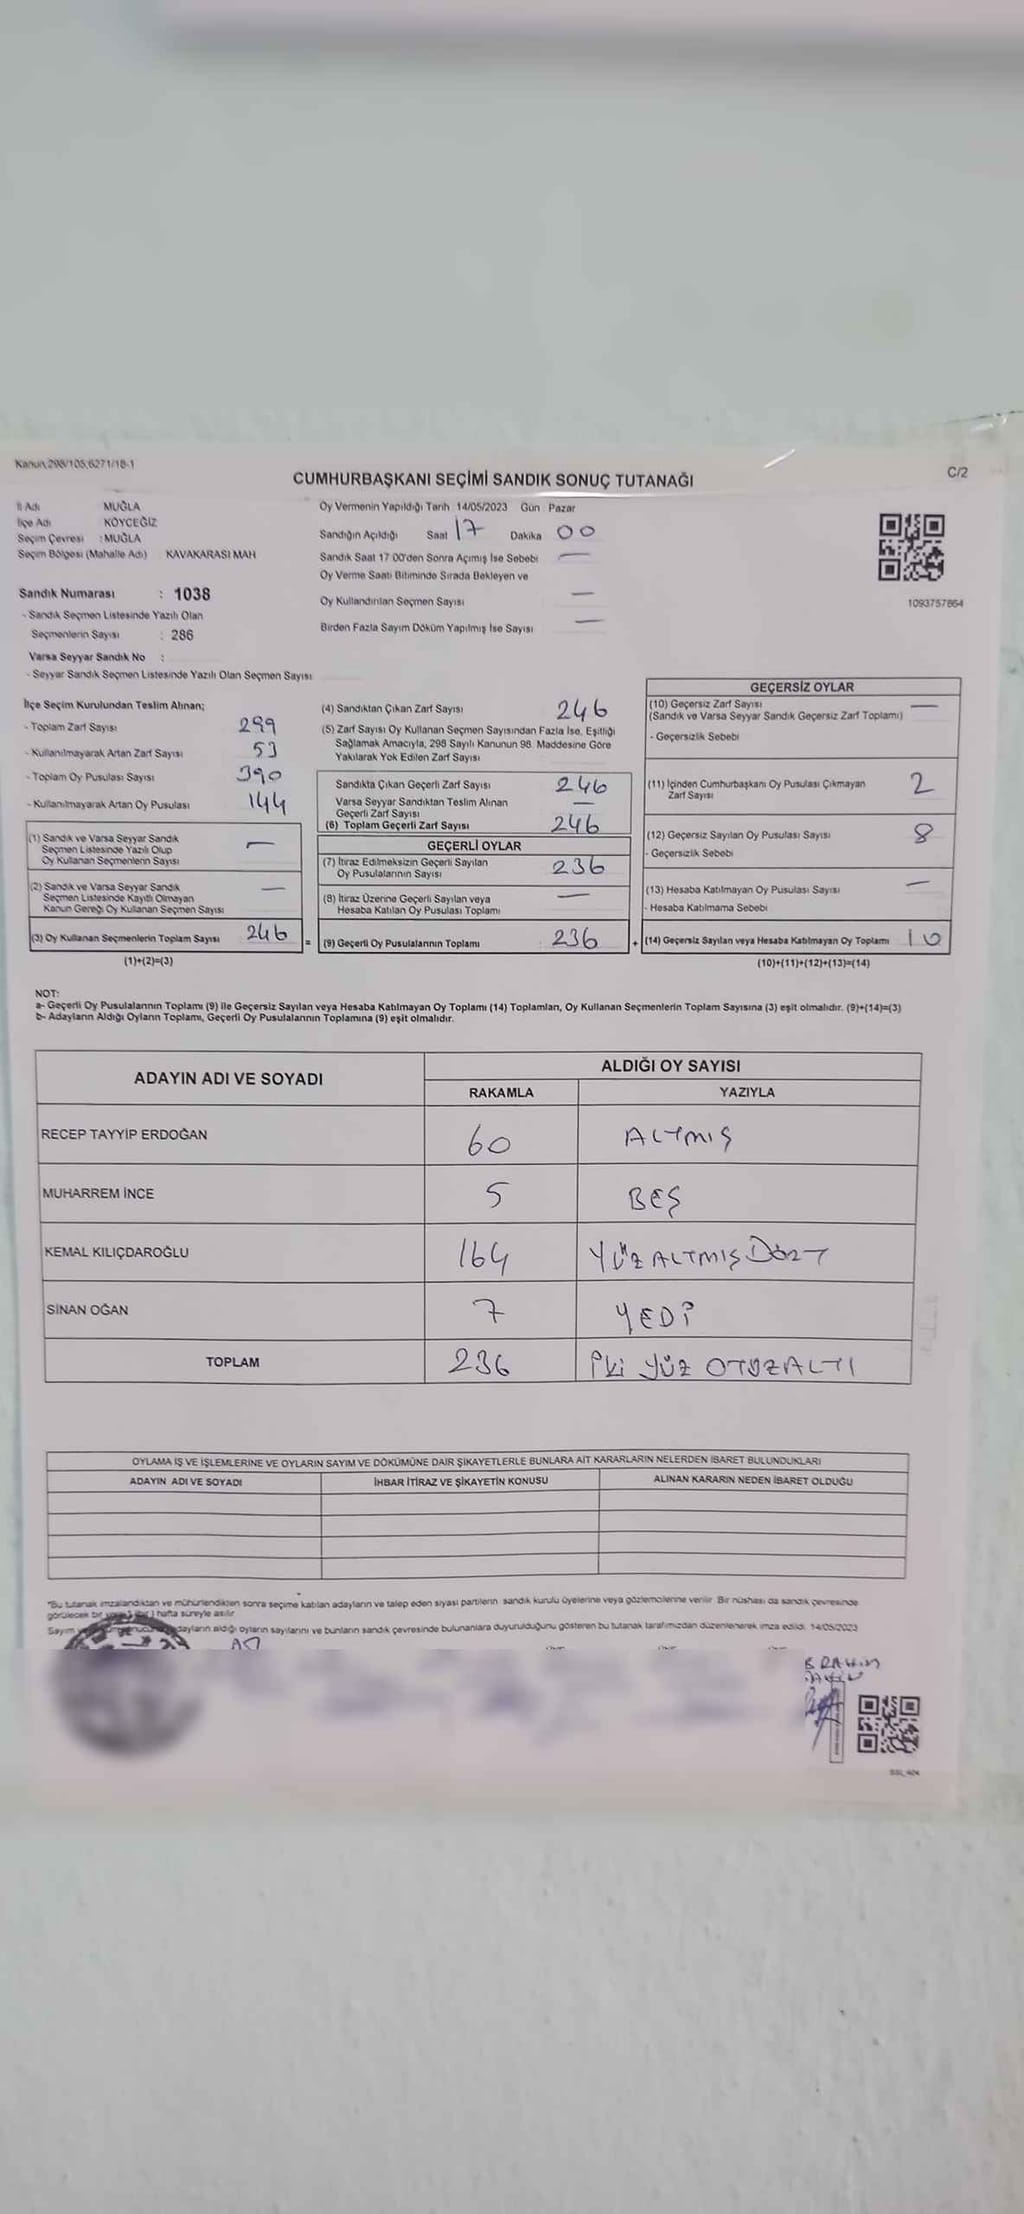 Kanun;298/105;6271/18-1
C/2
CUMHURBAŞKANI SEÇİMİ SANDIK SONUÇ TUTANAĞI
İl Adı : MUĞLA
İlçe Adı : KÖYCEĞİZ
Seçim Çevresi : MUĞLA
Seçim Bölgesi (Mahalle Adı) KAVAKARASI MAH
Sandık Numarası : 1038
- Sandık Seçmen Listesinde Yazılı Olan
Seçmenlerin Sayısı : 286
Varsa Seyyar Sandık No :
- Seyyar Sandık Seçmen Listesinde Yazılı Olan Seçmen Sayısı
Oy Vermenin Yapıldığı Tarih 14/05/2023 Gün Pazar
Sandığın Açıldığı Saat 17 Dakika 00
Sandık Saat 17:00'den Sonra Açımış İse Sebebi —
Oy Verme Saati Bitiminde Sırada Bekleyen ve
Oy Kullandırılan Seçmen Sayısı —
Birden Fazla Sayım Döküm Yapılmış İse Sayısı —
1093757864
İlçe Seçim Kurulundan Teslim Alınan;
- Toplam Zarf Sayısı 299
- Kullanılmayarak Artan Zarf Sayısı 53
- Toplam Oy Pusulası Sayısı 390
- Kullanılmayarak Artan Oy Pusulası 144
(1) Sandık ve Varsa Seyyar Sandık
Seçmen Listesinde Yazılı Olup
Oy Kullanan Seçmenlerin Sayısı —
(2) Sandık ve Varsa Seyyar Sandık
Seçmen Listesinde Kayıtlı Olmayan
Kanun Gereği Oy Kullanan Seçmen Sayısı —
(3) Oy Kullanan Seçmenlerin Toplam Sayısı 246
(1)+(2)=(3)
(4) Sandıktan Çıkan Zarf Sayısı 246
(5) Zarf Sayısı Oy Kullanan Seçmen Sayısından Fazla İse, Eşitliği
Sağlamak Amacıyla, 298 Sayılı Kanunun 98. Maddesine Göre
Yakılarak Yok Edilen Zarf Sayısı
Sandıkta Çıkan Geçerli Zarf Sayısı 246
Varsa Seyyar Sandıktan Teslim Alınan
Geçerli Zarf Sayısı —
(6) Toplam Geçerli Zarf Sayısı 246
GEÇERLİ OYLAR
(7) İtiraz Edilmeksizin Geçerli Sayılan
Oy Pusulalarının Sayısı 236
(8) İtiraz Üzerine Geçerli Sayılan veya
Hesaba Katılan Oy Pusulası Toplamı —
= (9) Geçerli Oy Pusulalarının Toplamı : 236
GEÇERSİZ OYLAR
(10) Geçersiz Zarf Sayısı —
(Sandık ve Varsa Seyyar Sandık Geçersiz Zarf Toplamı)
- Geçersizlik Sebebi
(11) İçinden Cumhurbaşkanı Oy Pusulası Çıkmayan
Zarf Sayısı 2
(12) Geçersiz Sayılan Oy Pusulası Sayısı 8
- Geçersizlik Sebebi
(13) Hesaba Katılmayan Oy Pusulası Sayısı —
- Hesaba Katılmama Sebebi
+ (14) Geçersiz Sayılan veya Hesaba Katılmayan Oy Toplamı 10
(10)+(11)+(12)+(13)=(14)
NOT:
a- Geçerli Oy Pusulalarının Toplamı (9) ile Geçersiz Sayılan veya Hesaba Katılmayan Oy Toplamı (14) Toplamları, Oy Kullanan Seçmenlerin Toplam Sayısına (3) eşit olmalıdır. (9)+(14)=(3)
b- Adayların Aldığı Oyların Toplamı, Geçerli Oy Pusulalarının Toplamına (9) eşit olmalıdır.
ADAYIN ADI VE SOYADI
ALDIĞI OY SAYISI
RAKAMLA YAZIYLA
RECEP TAYYİP ERDOĞAN 60 ALTMIŞ
MUHARREM İNCE 5 BEŞ
KEMAL KILIÇDAROĞLU 164 YÜZ ALTMIŞ DÖRT
SİNAN OĞAN 7 YEDİ
TOPLAM 236 İKİ YÜZ OTUZALTI
OYLAMA İŞ VE İŞLEMLERİNE VE OYLARIN SAYIM VE DÖKÜMÜNE DAİR ŞİKAYETLERLE BUNLARA AİT KARARLARIN NELERDEN İBARET BULUNDUKLARI
ADAYIN ADI VE SOYADI İHBAR İTİRAZ VE ŞİKAYETİN KONUSU ALINAN KARARIN NEDEN İBARET OLDUĞU
*Bu tutanak imzalandıktan ve mühürlendikten sonra seçime katılan adayların ve talep eden siyasi partilerin sandık kurulu üyelerine veya gözlemcilerine verilir. Bir nüshası da sandık çevresinde
görülecek bir hafta süreyle asılır
Sayım adayların aldığı oyların sayılarını ve bunların sandık çevresinde bulunanlara duyurulduğunu gösteren bu tutanak tarafımızdan düzenlenerek imza edildi. 14/05/2023